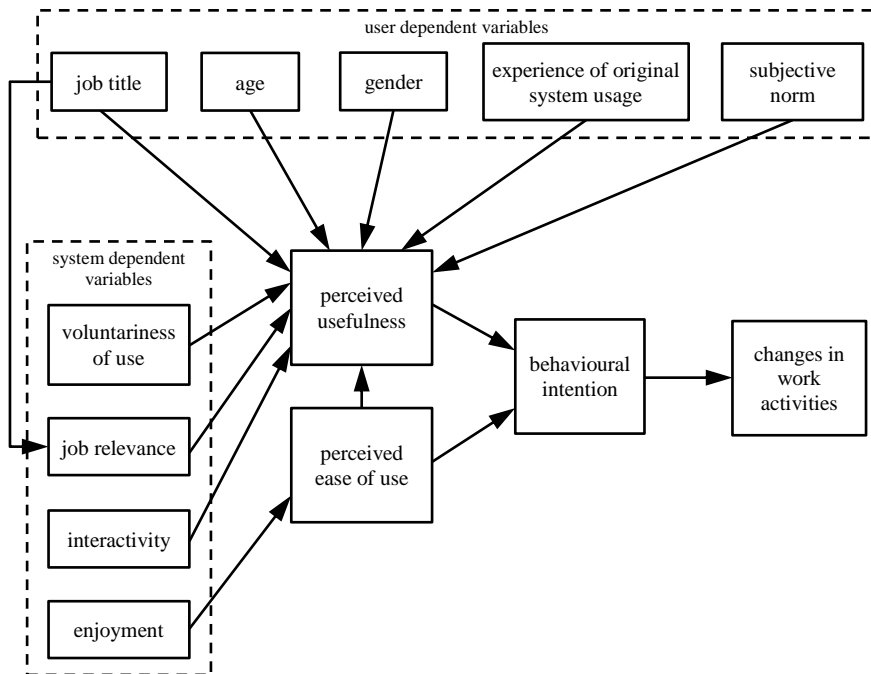 user dependent variables
job title
age
gender
experience of original
system usage
subjective
norm
system dependent
variables
voluntariness
of use
job relevance
interactivity
enjoyment
perceived
usefulness
perceived
ease of use
behavioural
intention
changes in
work
activities